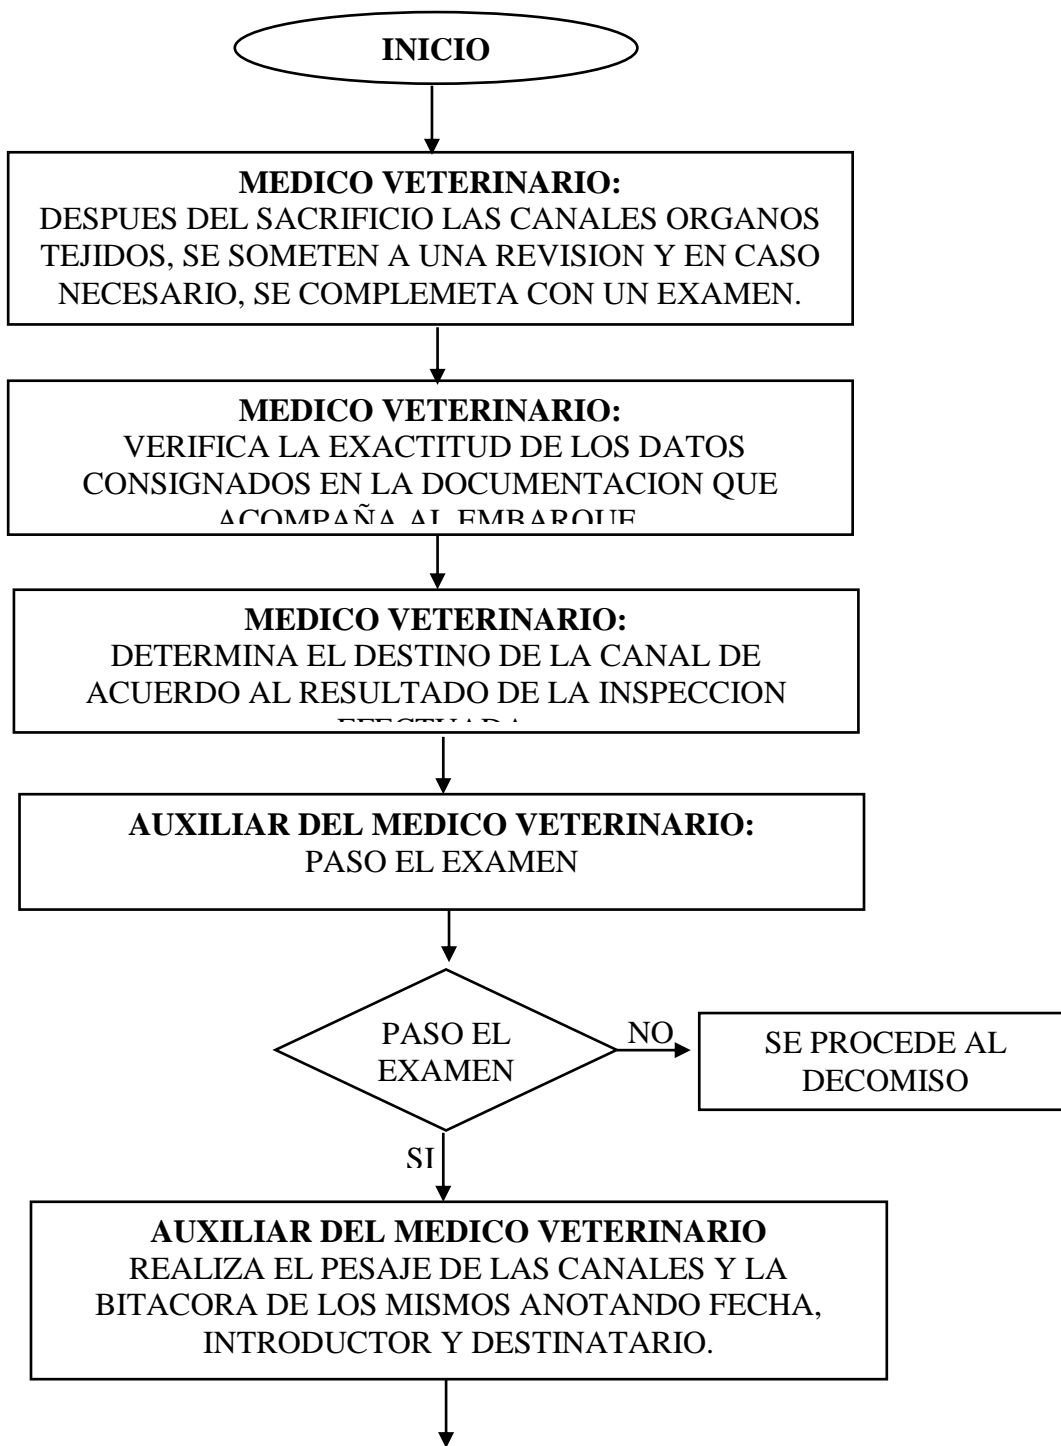 INICIO
MEDICO VETERINARIO:
DESPUES DEL SACRIFICIO LAS CANALES ORGANOS
TEJIDOS, SE SOMETEN A UNA REVISION Y EN CASO
NECESARIO, SE COMPLEMETA CON UN EXAMEN.
MEDICO VETERINARIO:
VERIFICA LA EXACTITUD DE LOS DATOS
CONSIGNADOS EN LA DOCUMENTACION QUE
ACOMPAÑA AL EMBARQUE
MEDICO VETERINARIO:
DETERMINA EL DESTINO DE LA CANAL DE
ACUERDO AL RESULTADO DE LA INSPECCION
EFECTUADA
AUXILIAR DEL MEDICO VETERINARIO:
PASO EL EXAMEN
PASO EL
EXAMEN
NO
SE PROCEDE AL
DECOMISO
SI
AUXILIAR DEL MEDICO VETERINARIO
REALIZA EL PESAJE DE LAS CANALES Y LA
BITACORA DE LOS MISMOS ANOTANDO FECHA,
INTRODUCTOR Y DESTINATARIO.